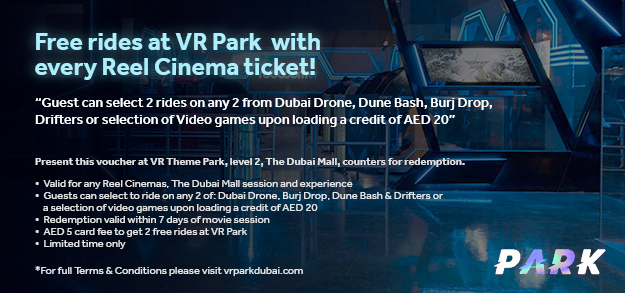 Free rides at VR Park with
every Reel Cinema ticket!
“Guest can select 2 rides on any 2 from Dubai Drone, Dune Bash, Burj Drop,
Drifters or selection of Video games upon loading a credit of AED 20”
Present this voucher at VR Theme Park, level 2, The Dubai Mall, counters for redemption.
• Valid for any Reel Cinemas, The Dubai Mall session and experience
• Guests can select to ride on any 2 of: Dubai Drone, Burj Drop, Dune Bash & Drifters or
a selection of video games upon loading a credit of AED 20
• Redemption valid within 7 days of movie session
• AED 5 card fee to get 2 free rides at VR Park
• Limited time only
*For full Terms & Conditions please visit vrparkdubai.com
PARK